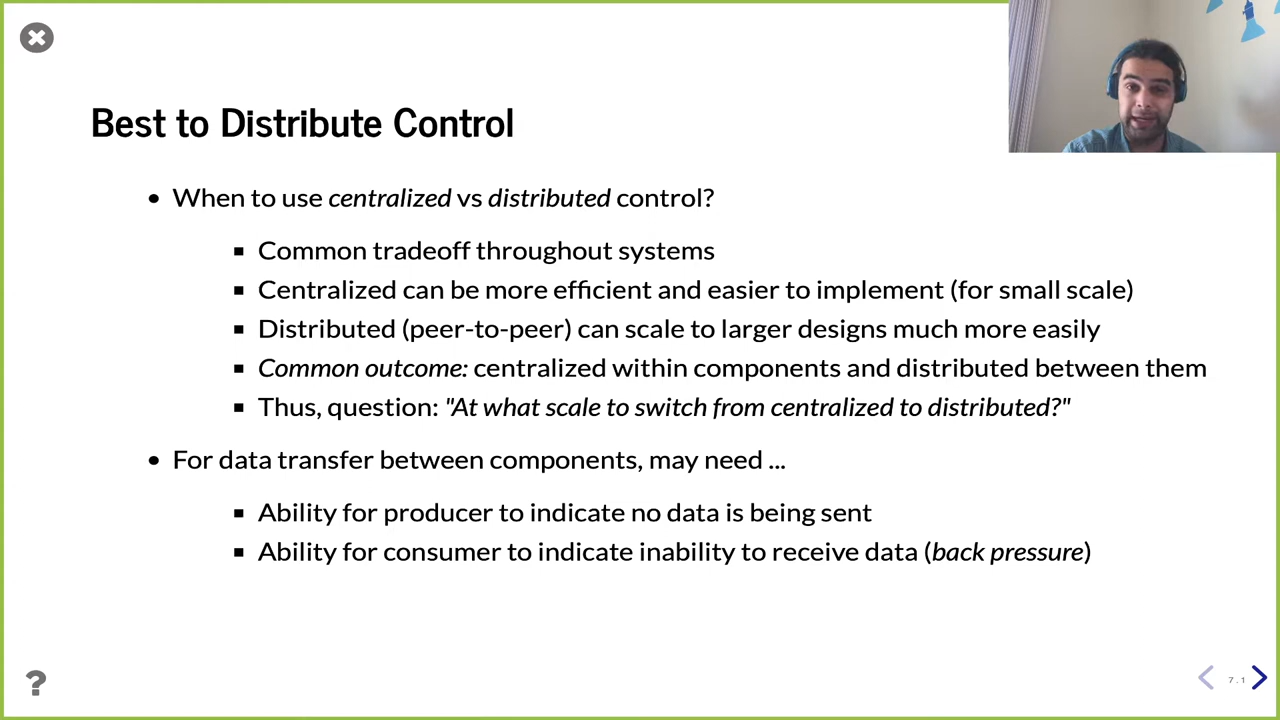 Best to Distribute Control
• When to use centralized vs distributed control?
▪ Common tradeoff throughout systems
▪ Centralized can be more efficient and easier to implement (for small scale)
▪ Distributed (peer-to-peer) can scale to larger designs much more easily
▪ Common outcome: centralized within components and distributed between them
▪ Thus, question: "At what scale to switch from centralized to distributed?"
• For data transfer between components, may need ...
▪ Ability for producer to indicate no data is being sent
▪ Ability for consumer to indicate inability to receive data (back pressure)
?
7.1